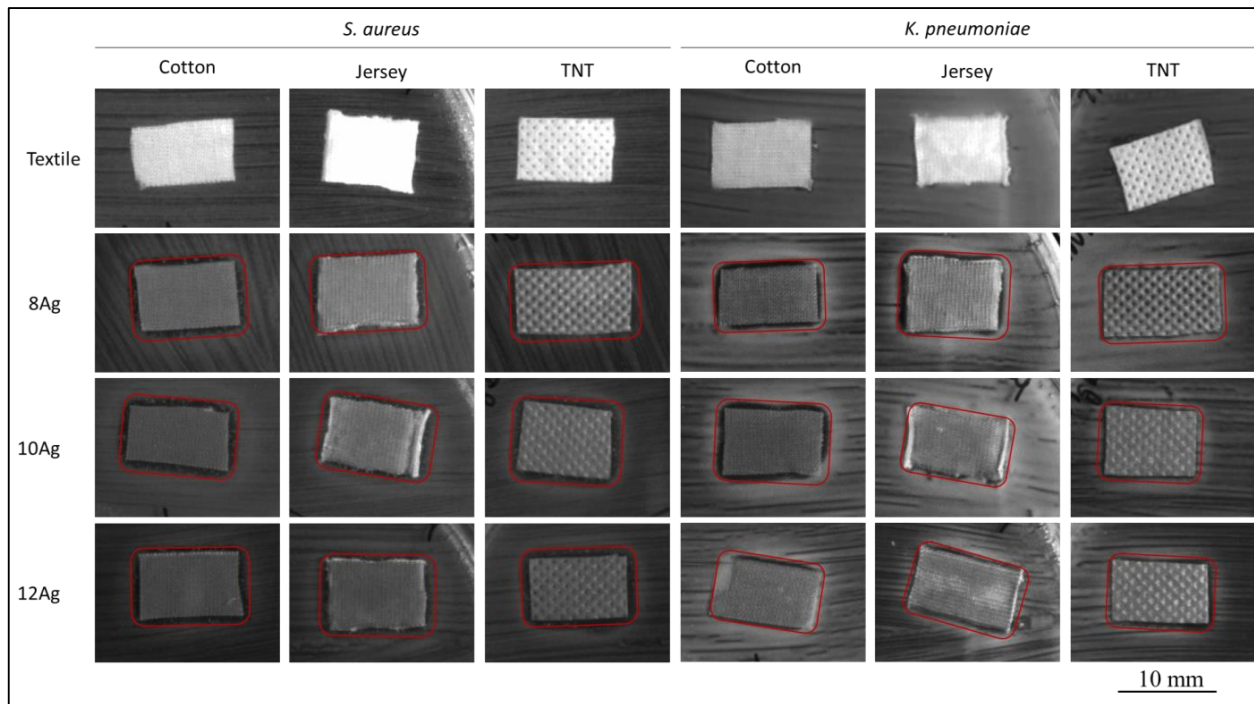 S. aureus K. pneumoniae
Cotton Jersey TNT Cotton Jersey TNT
Textile
8Ag
10Ag
12Ag
10 mm